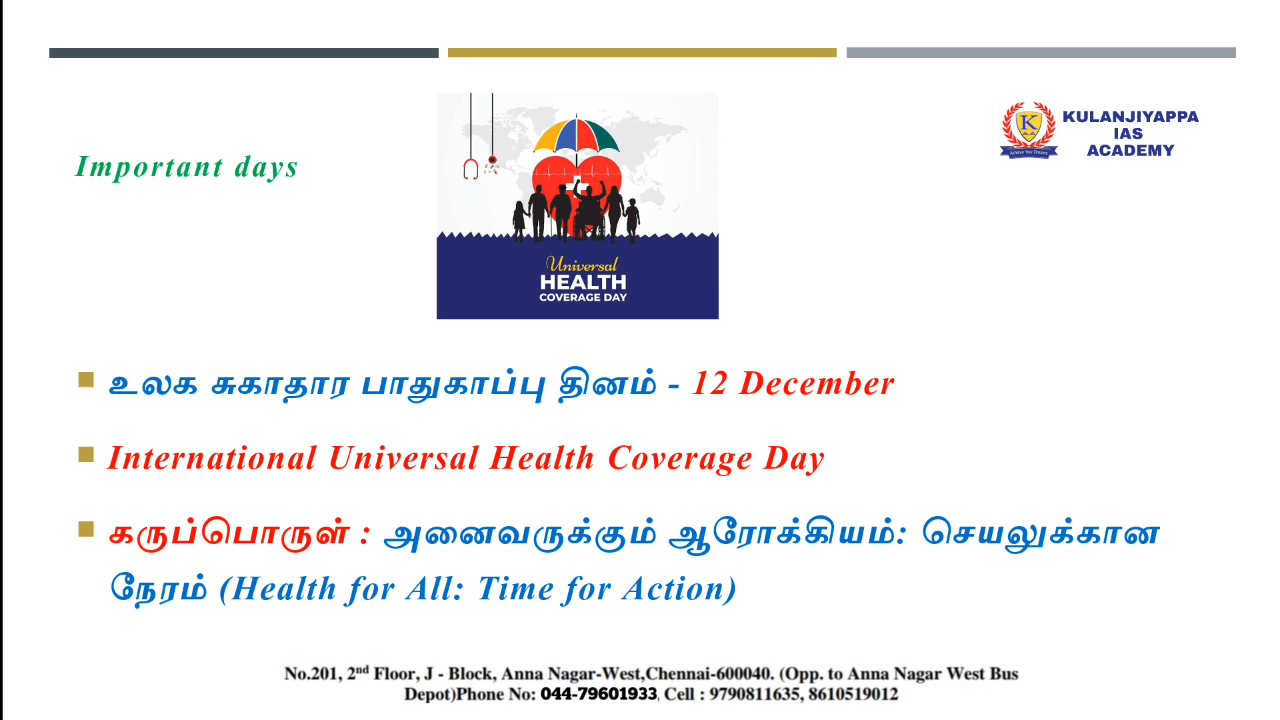 Important days
Universal
HEALTH
COVERAGE DAY
K
KULANJIYAPPA
IAS
ACADEMY
உலக சுகாதார பாதுகாப்பு தினம் - 12 December
International Universal Health Coverage Day
கருப்பொருள் : அனைவருக்கும் ஆரோக்கியம்: செயலுக்கான
நேரம் (Health for All: Time for Action)
No.201, 2nd Floor, J - Block, Anna Nagar-West,Chennai-600040. (Opp. to Anna Nagar West Bus
Depot)Phone No: 044-79601933, Cell : 9790811635, 8610519012